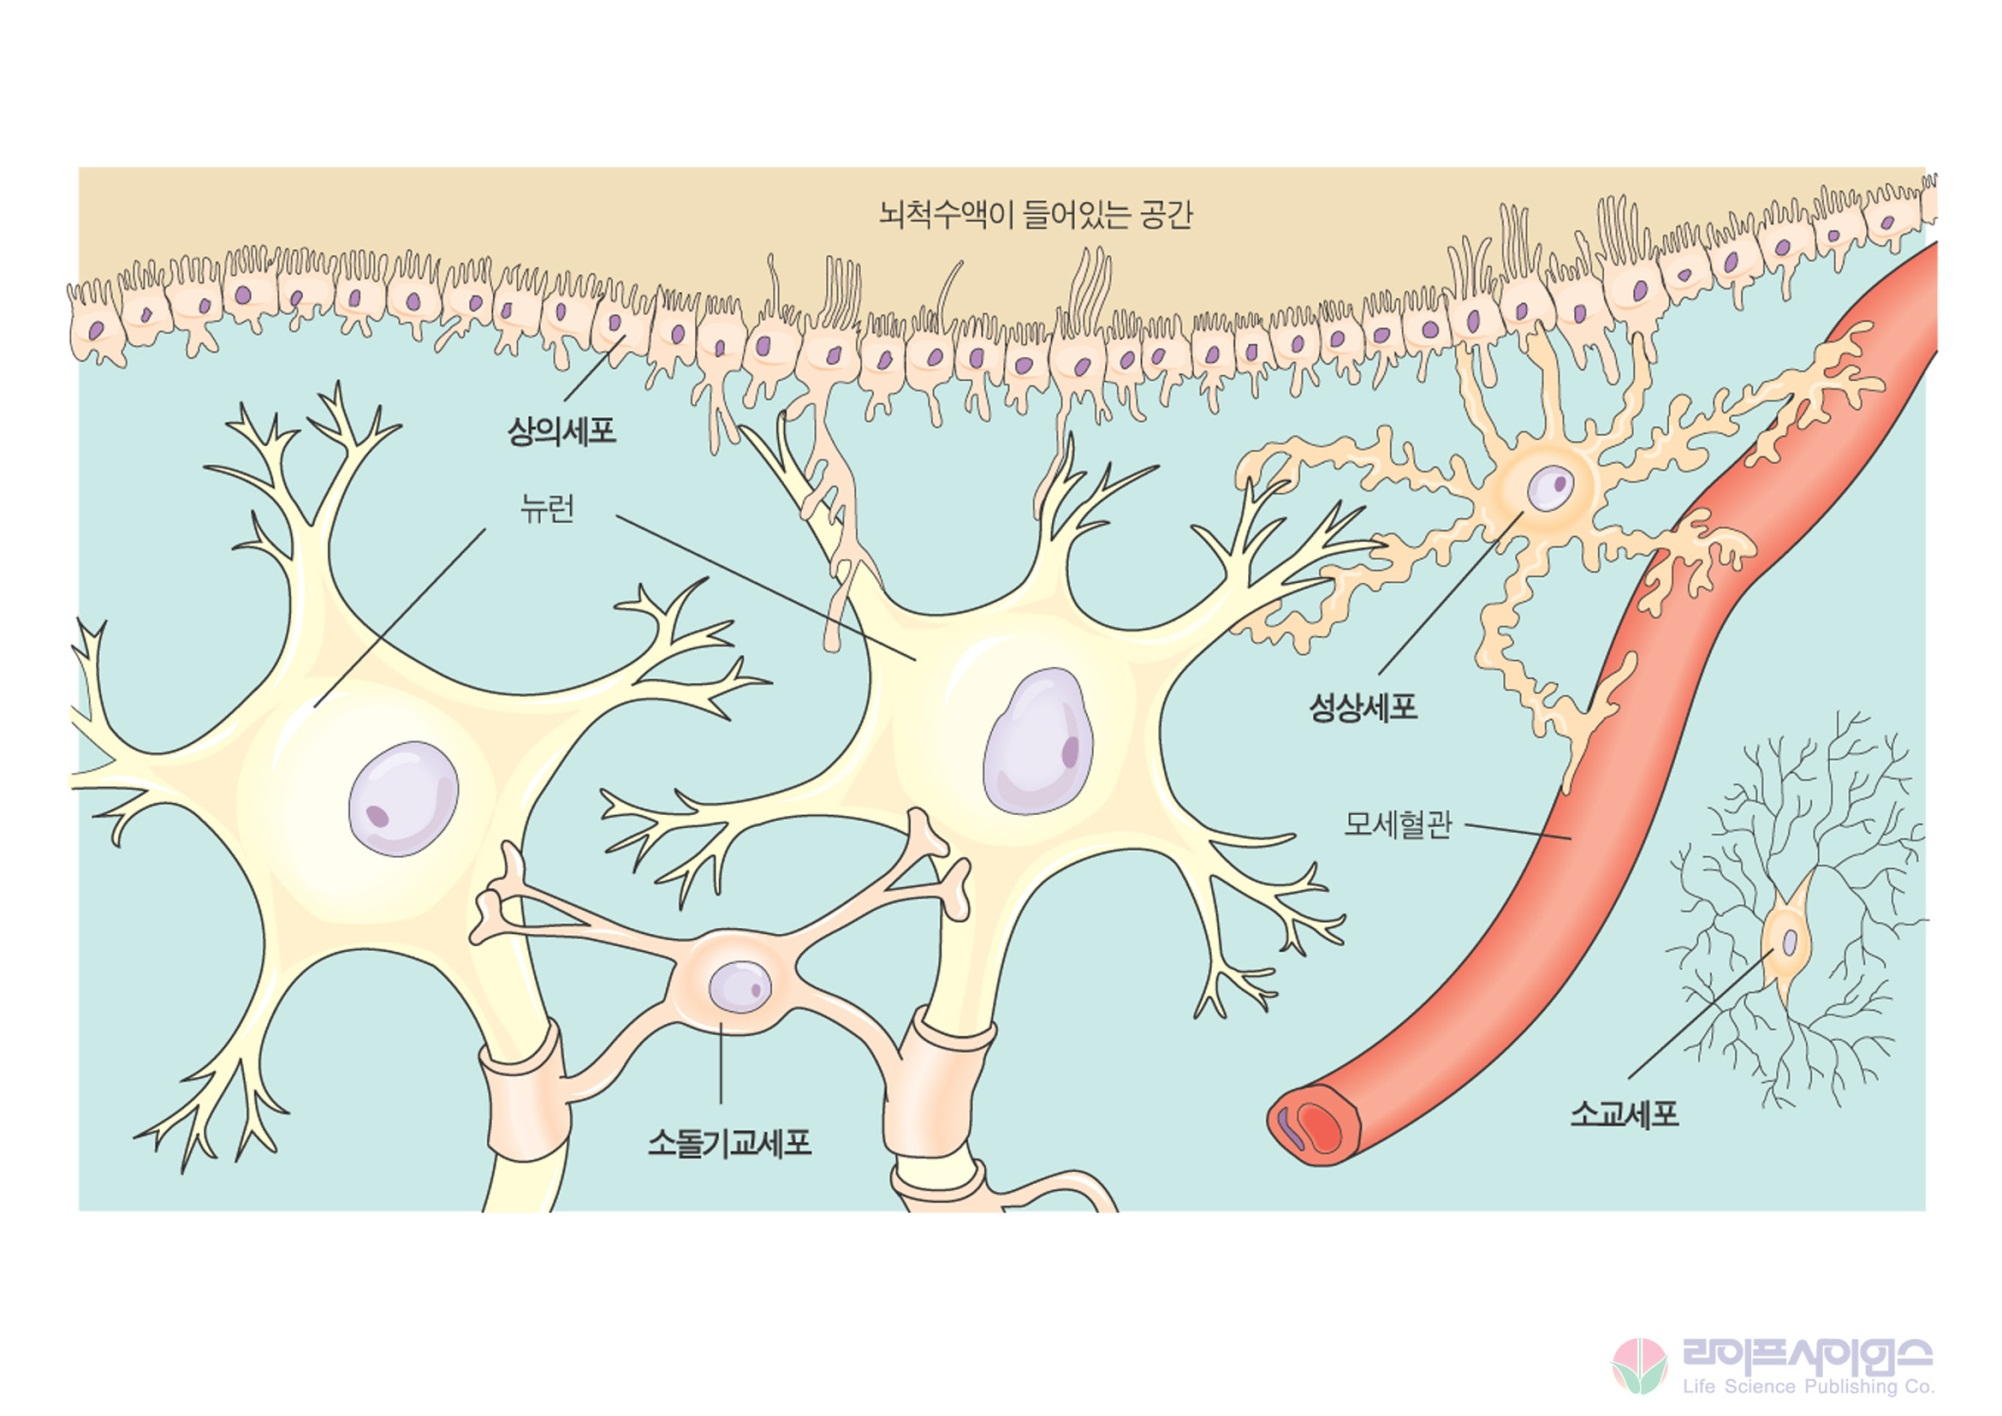 뇌척수액이 들어있는 공간
상의세포
뉴런
성상세포
모세혈관
소교세포
소돌기교세포
라이프사이언스
Life Science Publishing Co.